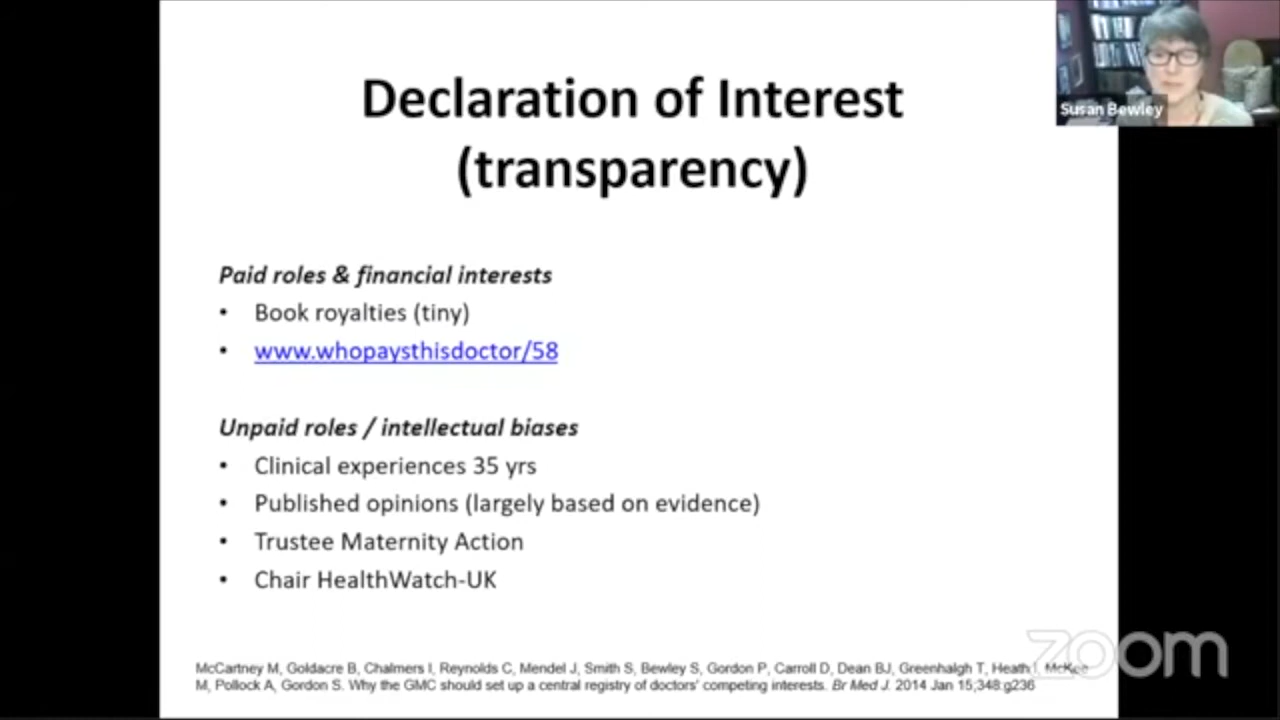 Declaration of Interest
(transparency)
Susan Bewley
Paid roles & financial interests
• Book royalties (tiny)
• www.whopaysthisdoctor/58
Unpaid roles / intellectual biases
• Clinical experiences 35 yrs
• Published opinions (largely based on evidence)
• Trustee Maternity Action
• Chair HealthWatch-UK
McCartney M, Goldacre B, Chalmers I, Reynolds C, Mendel J, Smith S, Bewley S, Gordon P, Carroll D, Dean BJ, Greenhalgh T, Heath I, McKee
M, Pollock A, Gordon S. Why the GMC should set up a central registry of doctors' competing interests. Br Med J. 2014 Jan 15;348:g236
zoom